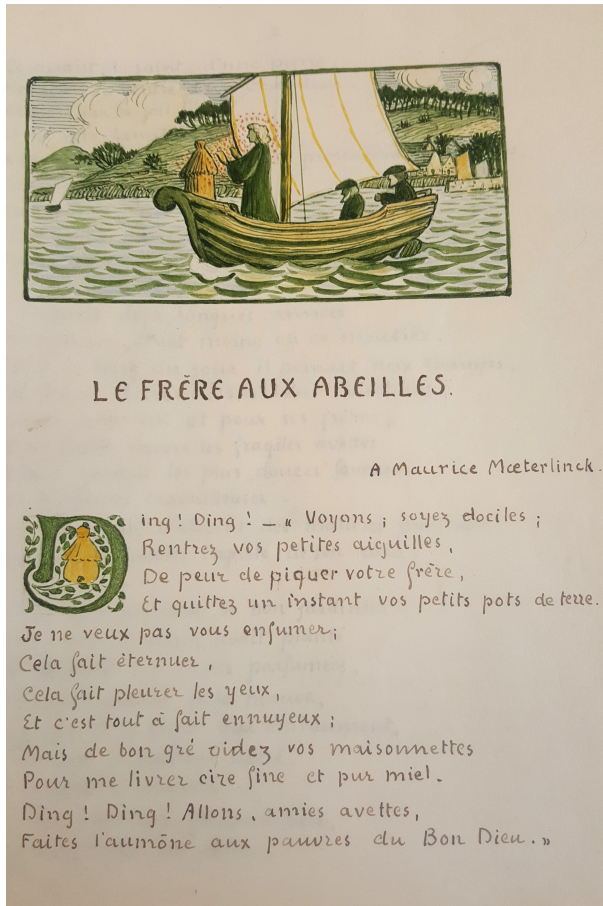 LE FRÈRE AUX ABEILLES.
A Maurice Mœterlinck.
Ding! Ding! — « Voyons ; soyez dociles ;
Rentrez vos petites aiguilles,
De peur de piquer votre frère,
Et quittez un instant vos petits pots de terre.
Je ne veux pas vous enfumer;
Cela fait éternuer,
Cela fait pleurer les yeux,
Et c'est tout à fait ennuyeux ;
Mais de bon gré videz vos maisonnettes
Pour me livrer cire fine et pur miel.
Ding! Ding! Allons, amies avettes,
Faites l'aumône aux pauvres du Bon Dieu. »